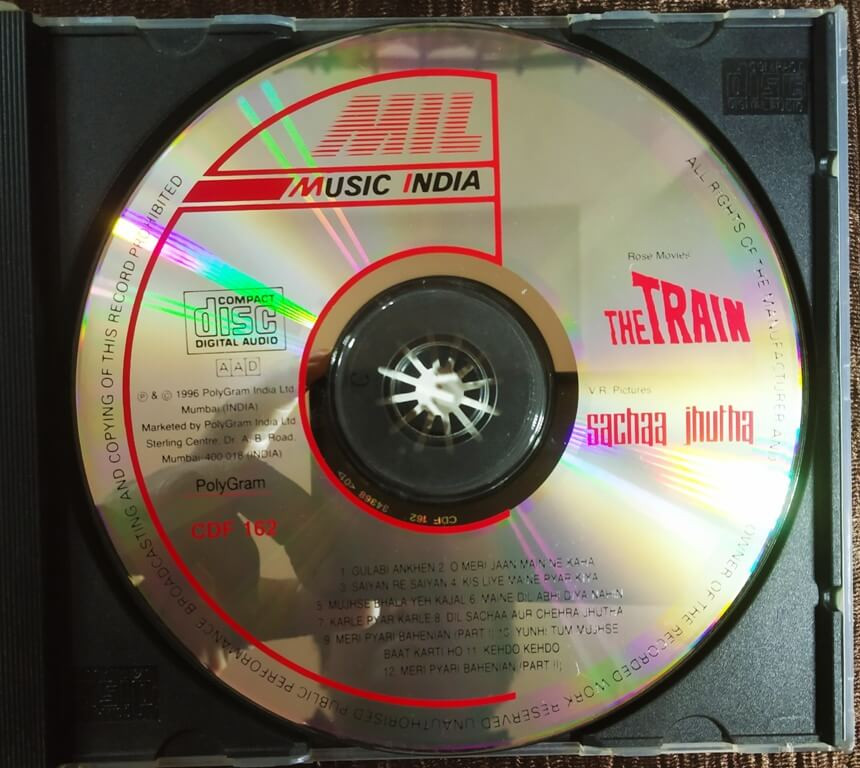 MIL
MUSIC INDIA
COMPACT
disc
DIGITAL AUDIO
COMPACT
disc
DIGITAL AUDIO
AAD
℗ & © 1996 PolyGram India Ltd.
Mumbai (INDIA)
Marketed by PolyGram India Ltd.
Sterling Centre, Dr. A. B. Road.
Mumbai 400 018 (INDIA)
PolyGram
CDF 162
Rose Movies
THE TRAIN
V.R. Pictures
sachaa jhutha
CDF 162
1. GULABI ANKHEN 2. O MERI JAAN MAINNE KAHA
3. SAIYAN RE SAIYAN 4. KIS LIYE MAINE PYAR KIYA
5. MUJHSE BHALA YEH KAJAL 6. MAINE DIL ABHI DIYA NAHIN
7. KARLE PYAR KARLE 8. DIL SACHAA AUR CHEHRA JHUTHA
9. MERI PYARI BAHENIAN (PART I) 10. YUNHI TUM MUJHSE
BAAT KARTI HO 11. KEHDO KEHDO
12. MERI PYARI BAHENIAN (PART II)
ALL RIGHTS OF THE MANUFACTURER AND OWNER OF THE RECORDED WORK RESERVED UNAUTHORISED PUBLIC PERFORMANCE BROADCASTING AND COPYING OF THIS RECORD PROHIBITED